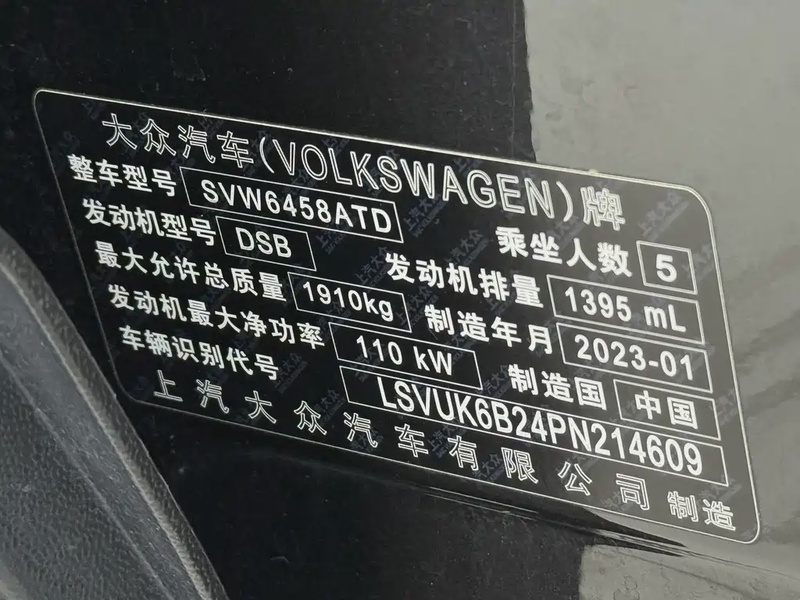 大众汽车(VOLKSWAGEN)牌
整车型号 SVW6458ATD 乘坐人数 5
发动机型号 DSB 发动机排量 1395 mL
最大允许总质量 1910kg 制造年月 2023-01
发动机最大净功率 110 kW 制造国 中国
车辆识别代号 LSVUK6B24PN214609
上汽大众汽车有限公司 制造